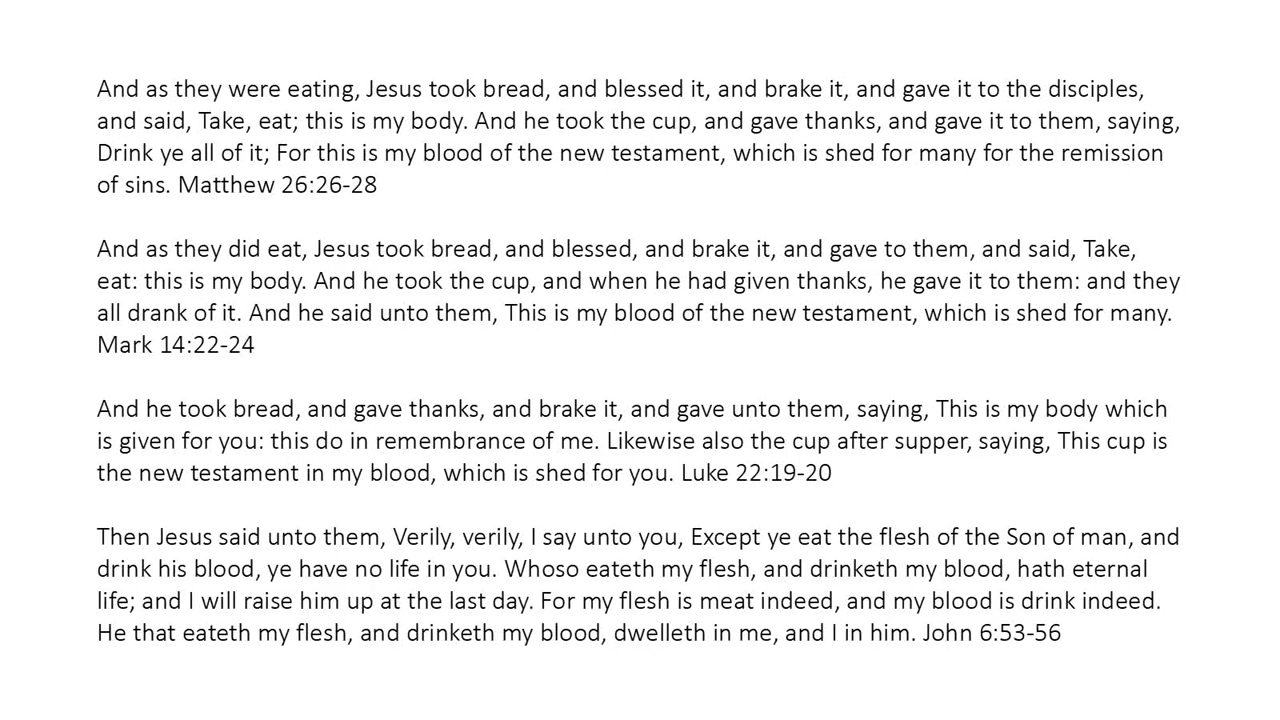 And as they were eating, Jesus took bread, and blessed it, and brake it, and gave it to the disciples,
and said, Take, eat; this is my body. And he took the cup, and gave thanks, and gave it to them, saying,
Drink ye all of it; For this is my blood of the new testament, which is shed for many for the remission
of sins. Matthew 26:26-28
And as they did eat, Jesus took bread, and blessed, and brake it, and gave to them, and said, Take,
eat: this is my body. And he took the cup, and when he had given thanks, he gave it to them: and they
all drank of it. And he said unto them, This is my blood of the new testament, which is shed for many.
Mark 14:22-24
And he took bread, and gave thanks, and brake it, and gave unto them, saying, This is my body which
is given for you: this do in remembrance of me. Likewise also the cup after supper, saying, This cup is
the new testament in my blood, which is shed for you. Luke 22:19-20
Then Jesus said unto them, Verily, verily, I say unto you, Except ye eat the flesh of the Son of man, and
drink his blood, ye have no life in you. Whoso eateth my flesh, and drinketh my blood, hath eternal
life; and I will raise him up at the last day. For my flesh is meat indeed, and my blood is drink indeed.
He that eateth my flesh, and drinketh my blood, dwelleth in me, and I in him. John 6:53-56